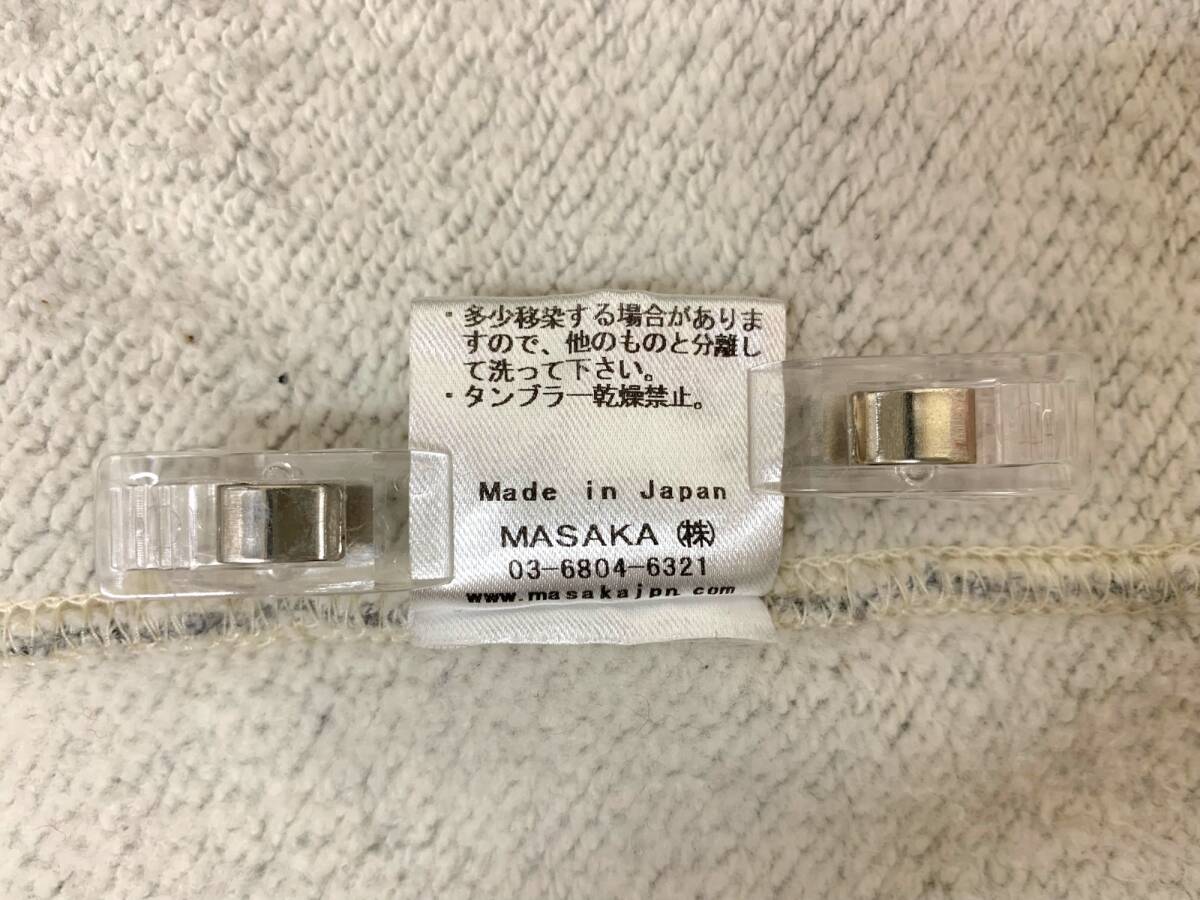 ・多少移染する場合がありま
すので、他のものと分離し
て洗って下さい。
・タンブラー乾燥禁止。
Made in Japan
MASAKA ㈱
03-6804-6321
www.masakajpn.com